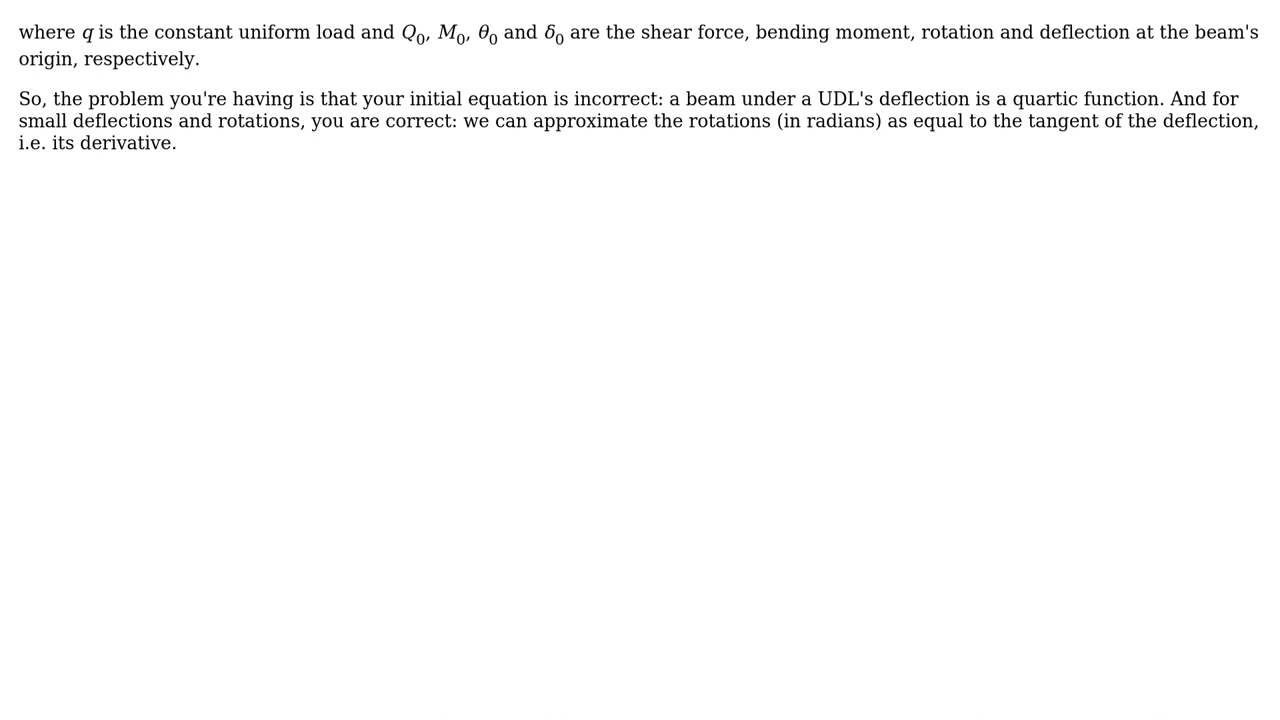 where q is the constant uniform load and Q₀, M₀, θ₀ and δ₀ are the shear force, bending moment, rotation and deflection at the beam's
origin, respectively.
So, the problem you're having is that your initial equation is incorrect: a beam under a UDL's deflection is a quartic function. And for
small deflections and rotations, you are correct: we can approximate the rotations (in radians) as equal to the tangent of the deflection,
i.e. its derivative.